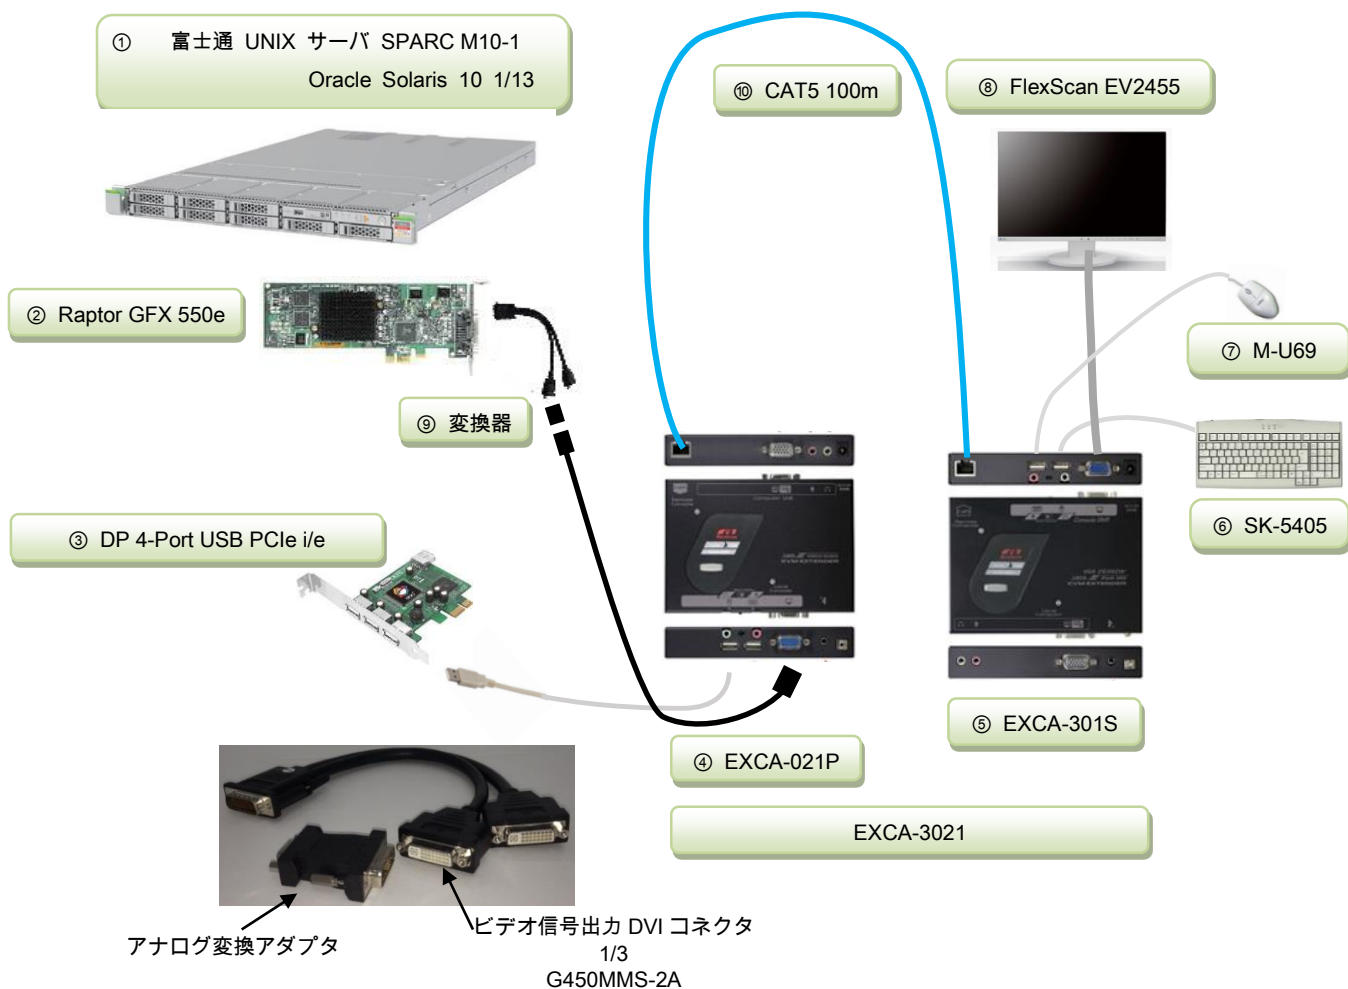 ① 富士通 UNIX サーバ SPARC M10-1
Oracle Solaris 10 1/13
⑩ CAT5 100m
⑧ FlexScan EV2455
② Raptor GFX 550e
⑦ M-U69
⑨ 変換器
⑥ SK-5405
③ DP 4-Port USB PCIe i/e
⑤ EXCA-301S
④ EXCA-021P
EXCA-3021
アナログ変換アダプタ
ビデオ信号出力 DVI コネクタ
1/3
G450MMS-2A